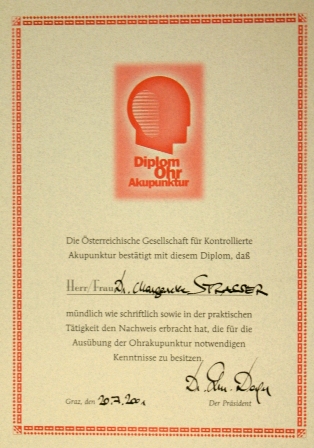 Diplom
Ohr
Akupunktur
Die Österreichische Gesellschaft für Kontrollierte
Akupunktur bestätigt mit diesem Diplom, daß
Herr/Frau Dr. Margareta STRASSER
mündlich wie schriftlich sowie in der praktischen
Tätigkeit den Nachweis erbracht hat, die für die
Ausübung der Ohrakupunktur notwendigen
Kenntnisse zu besitzen.
Graz, am 20.7.2001
Der Präsident